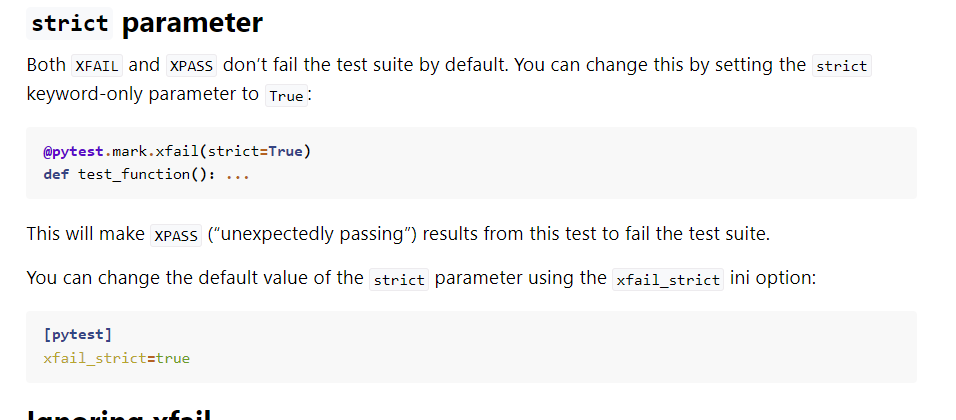 strict parameter
Both XFAIL and XPASS don’t fail the test suite by default. You can change this by setting the strict
keyword-only parameter to True:
@pytest.mark.xfail(strict=True)
def test_function(): ...
This will make XPASS (“unexpectedly passing”) results from this test to fail the test suite.
You can change the default value of the strict parameter using the xfail_strict ini option:
[pytest]
xfail_strict=true
Ignoring xfail